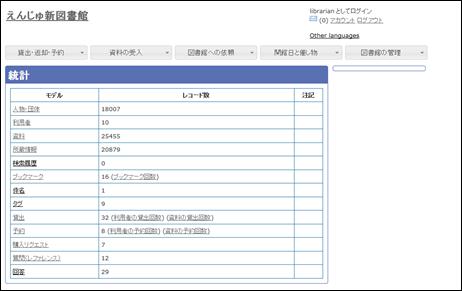 えんじゅ新図書館
librarian としてログイン
(0) アカウント ログアウト
Other languages
貸出・返却・予約
資料の受入
図書館への依頼
開館日と催し物
図書館の管理
統計
モデル レコード数 注記
人物・団体 18007
利用者 10
資料 25455
所蔵情報 20879
検索履歴 0
ブックマーク 16 (ブックマーク回数)
件名 1
タグ 9
貸出 32 (利用者の貸出回数) (資料の貸出回数)
予約 8 (利用者の予約回数) (資料の予約回数)
購入リクエスト 7
質問(レファレンス) 12
回答 29